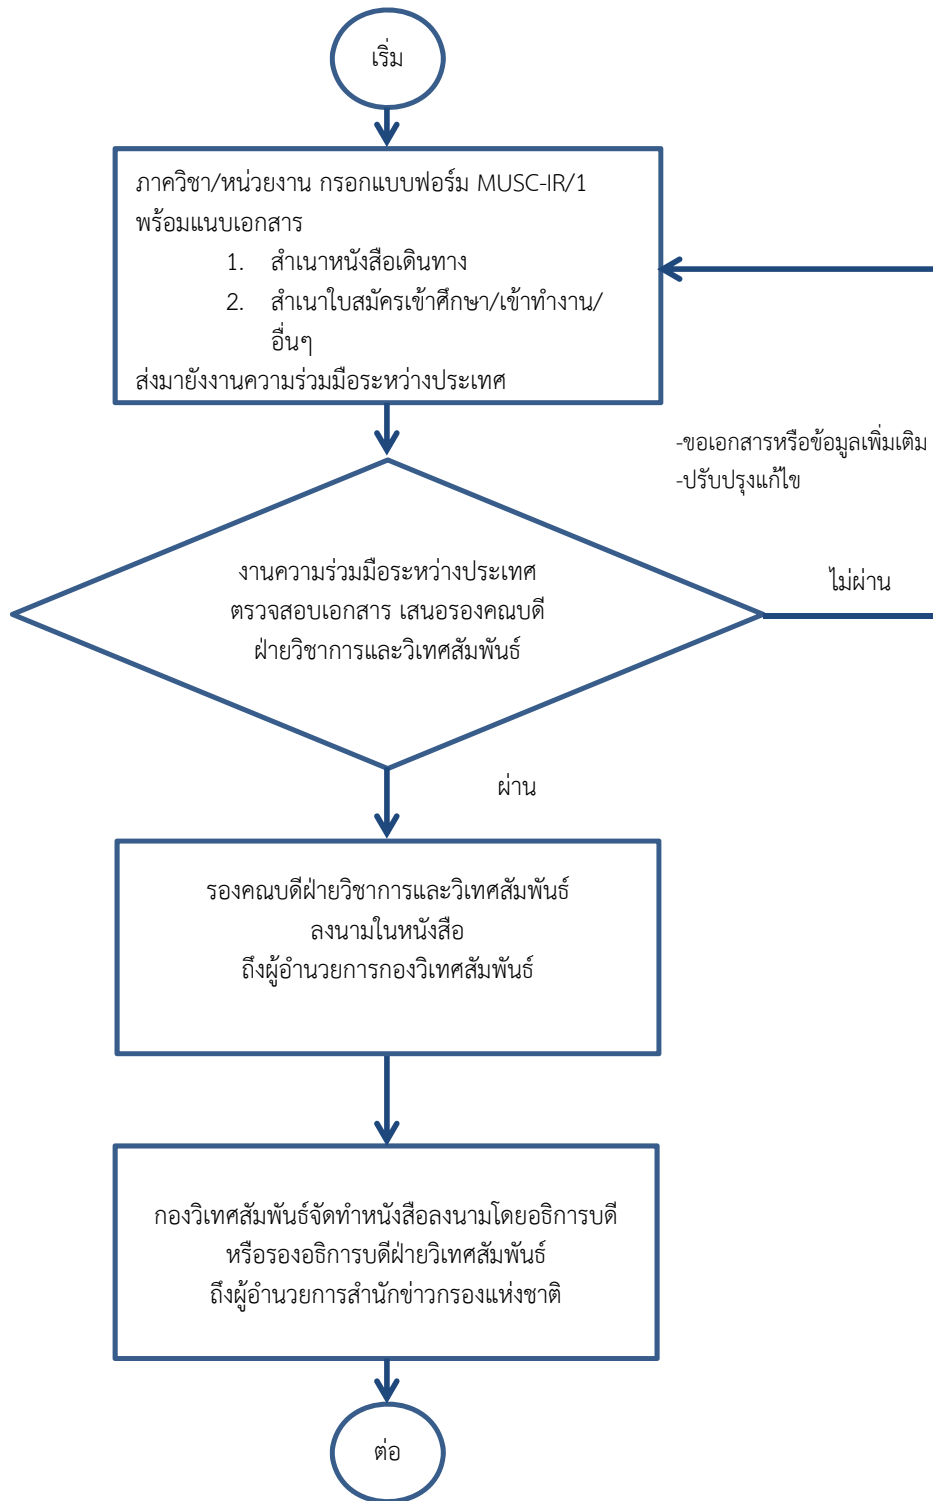 เริ่ม
ภาควิชา/หน่วยงาน กรอกแบบฟอร์ม MUSC-IR/1
พร้อมแนบเอกสาร
1. สำเนาหนังสือเดินทาง
2. สำเนาใบสมัครเข้าศึกษา/เข้าทำงาน/
อื่นๆ
ส่งมายังงานความร่วมมือระหว่างประเทศ
-ขอเอกสารหรือข้อมูลเพิ่มเติม
-ปรับปรุงแก้ไข
งานความร่วมมือระหว่างประเทศ
ตรวจสอบเอกสาร เสนอรองคณบดี
ฝ่ายวิชาการและวิเทศสัมพันธ์
ไม่ผ่าน
ผ่าน
รองคณบดีฝ่ายวิชาการและวิเทศสัมพันธ์
ลงนามในหนังสือ
ถึงผู้อำนวยการกองวิเทศสัมพันธ์
กองวิเทศสัมพันธ์จัดทำหนังสือลงนามโดยอธิการบดี
หรือรองอธิการบดีฝ่ายวิเทศสัมพันธ์
ถึงผู้อำนวยการสำนักข่าวกรองแห่งชาติ
ต่อ